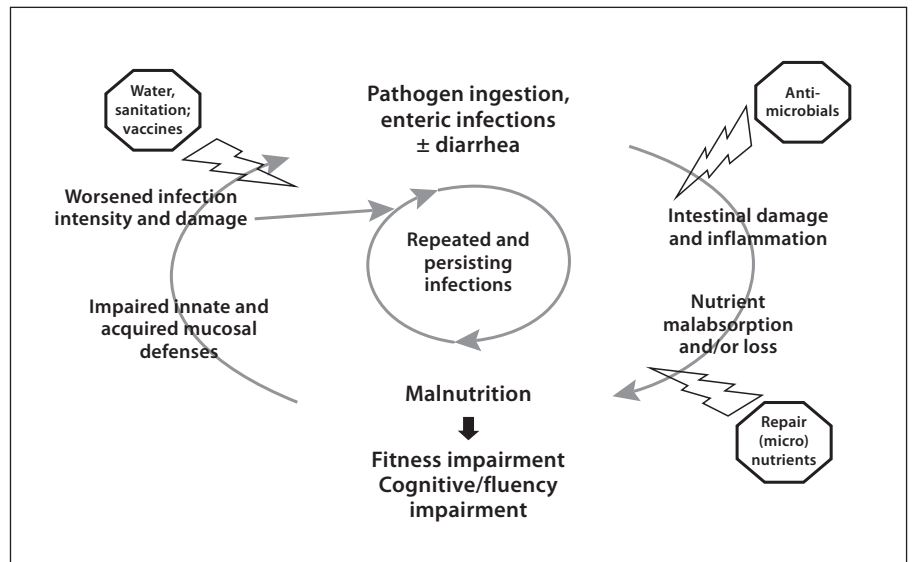 Water,
sanitation;
vaccines
Pathogen ingestion,
enteric infections
± diarrhea
Anti-
microbials
Worsened infection
intensity and damage
Repeated and
persisting
infections
Intestinal damage
and inflammation
Impaired innate and
acquired mucosal
defenses
Nutrient
malabsorption
and/or loss
Malnutrition
Fitness impairment
Cognitive/fluency
impairment
Repair
(micro)
nutrients